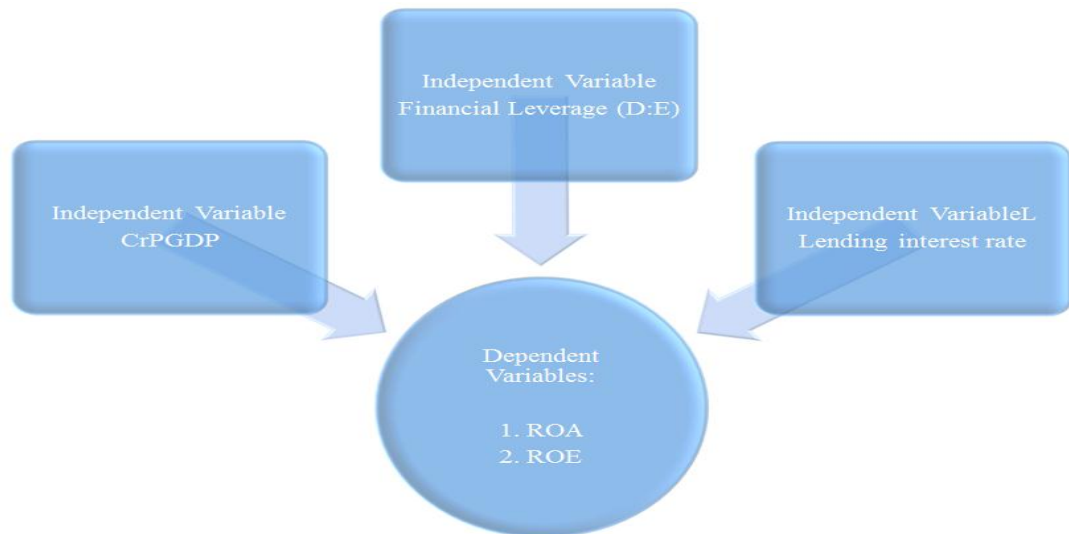 Independent Variable
Financial Leverage (D:E)
Independent Variable
CrPGDP
Independent VariableL
Lending interest rate
Dependent
Variables:
1. ROA
2. ROE